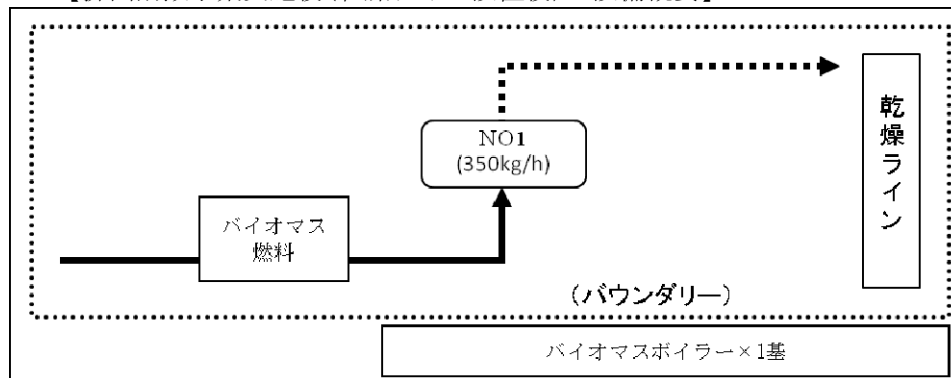 NO1
(350kg/h)
バイオマス
燃料
乾燥ライン
(バウンダリー)
バイオマスボイラー×1基